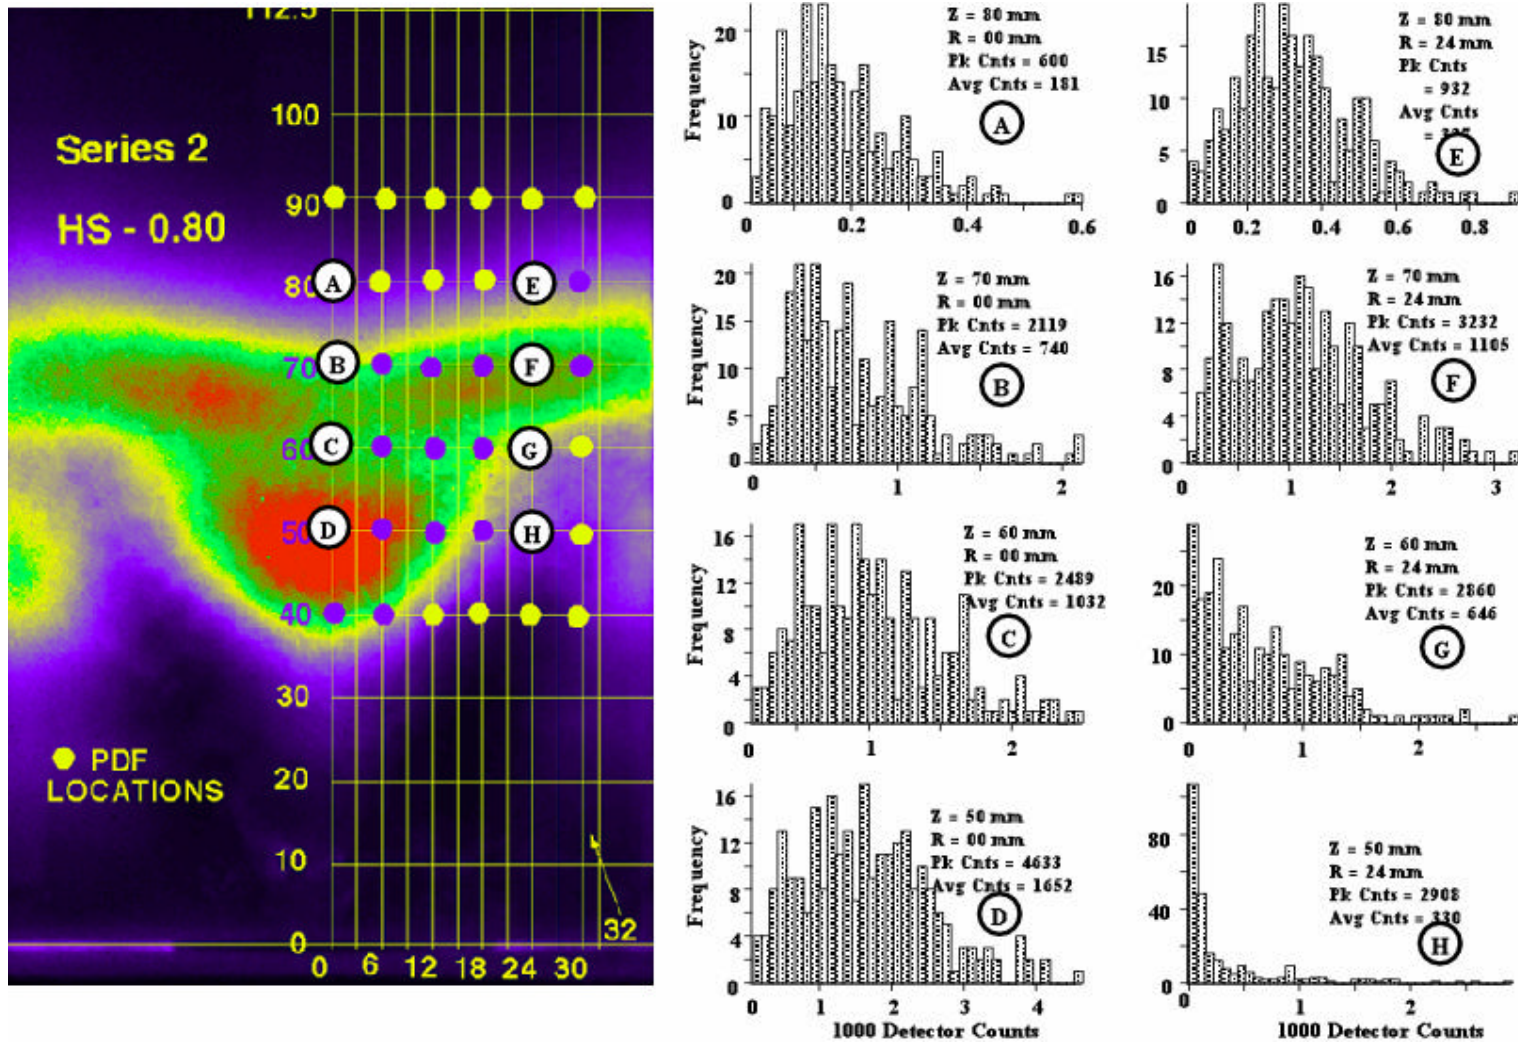 112.5
100
Series 2
90
HS - 0.80
80
A
E
70
B
F
60
C
G
50
D
H
40
30
PDF
LOCATIONS
20
10
0
32
0 6 12 18 24 30
Frequency
20
10
0
Z = 80 mm
R = 00 mm
Pk Cnts = 600
Avg Cnts = 181
A
0 0.2 0.4 0.6
15
10
5
0
Z = 80 mm
R = 24 mm
Pk Cnts
= 932
Avg Cnts
=
E
0 0.2 0.4 0.6 0.8
Frequency
20
15
10
5
0
Z = 70 mm
R = 00 mm
Pk Cnts = 2119
Avg Cnts = 740
B
0 1 2
16
12
8
4
0
Z = 70 mm
R = 24 mm
Pk Cnts = 3232
Avg Cnts = 1105
F
0 1 2 3
Frequency
16
12
8
4
0
Z = 60 mm
R = 00 mm
Pk Cnts = 2489
Avg Cnts = 1032
C
0 1 2
20
10
0
Z = 60 mm
R = 24 mm
Pk Cnts = 2860
Avg Cnts = 646
G
0 1 2
Frequency
16
12
8
4
0
Z = 50 mm
R = 00 mm
Pk Cnts = 4633
Avg Cnts = 1652
D
0 1 2 3 4
1000 Detector Counts
80
40
0
Z = 50 mm
R = 24 mm
Pk Cnts = 2908
Avg Cnts = 330
H
0 1 2
1000 Detector Counts